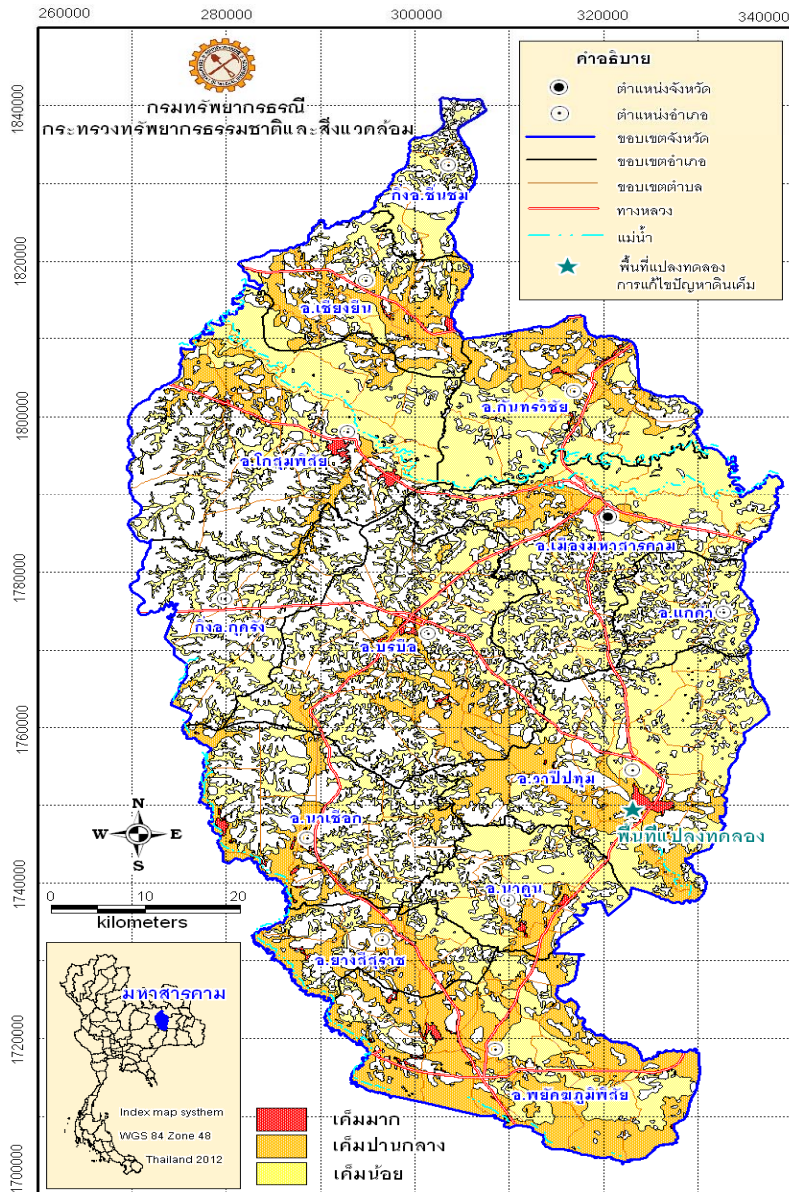 260000 280000 300000 320000 340000
กรมทรัพยากรธรณี
กระทรวงทรัพยากรธรรมชาติและสิ่งแวดล้อม
คำอธิบาย
ตำแหน่งจังหวัด
ตำแหน่งอำเภอ
ขอบเขตจังหวัด
ขอบเขตอำเภอ
ขอบเขตตำบล
ทางหลวง
แม่น้ำ
พื้นที่แปลงทดลอง
การแก้ไขปัญหาดินเค็ม
1840000
1820000
1800000
1780000
1760000
1740000
1720000
1700000
กิ่งอ.ชื่นชม
อ.เชียงยืน
อ.กันทรวิชัย
อ.โกสุมพิสัย
อ.เมืองมหาสารคาม
อ.แกดำ
กิ่งอ.กุดรัง
อ.บรบือ
อ.วาปีปทุม
พื้นที่แปลงทดลอง
อ.นาเชือก
อ.นาดูน
อ.ยางสีสุราช
อ.พยัคฆภูมิพิสัย
N
W E
S
0 10 20
kilometers
มหาสารคาม
Index map systhem
WGS 84 Zone 48
Thailand 2012
เค็มมาก
เค็มปานกลาง
เค็มน้อย